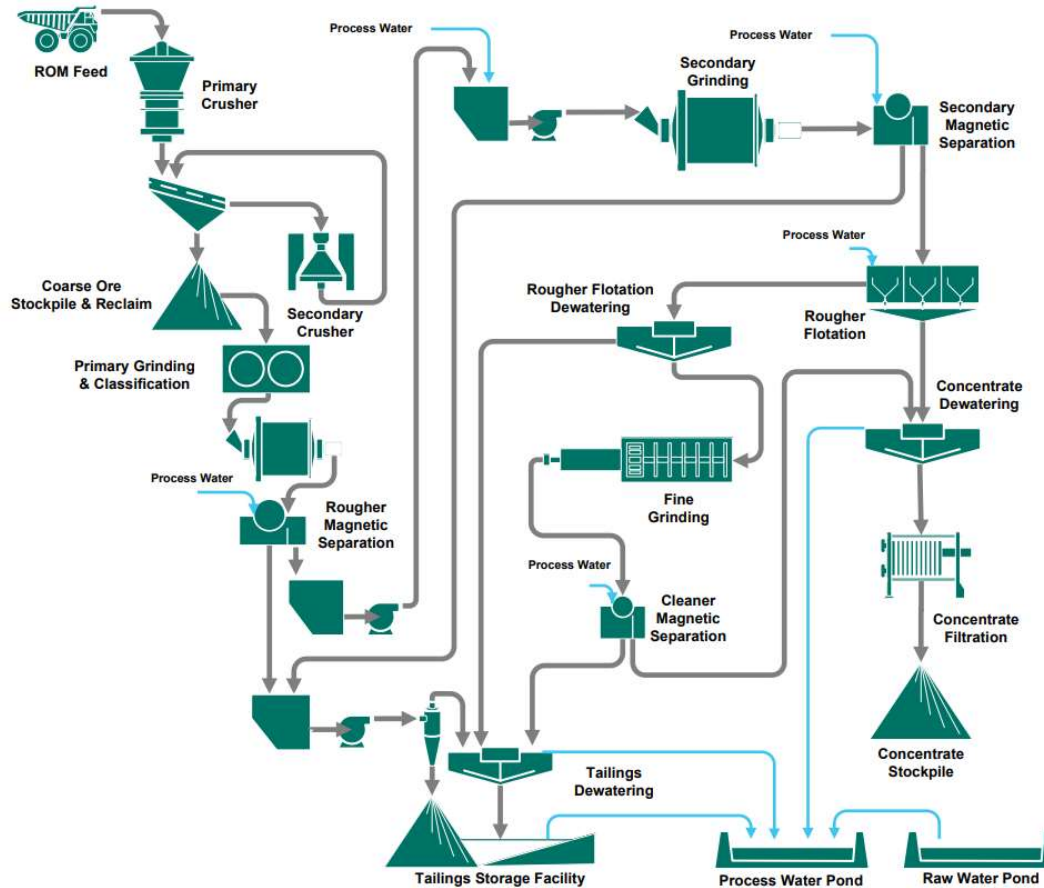 Process Water
Process Water
ROM Feed
Primary
Crusher
Secondary
Grinding
Secondary
Magnetic
Separation
Process Water
Coarse Ore
Stockpile & Reclaim
Secondary
Crusher
Rougher Flotation
Dewatering
Rougher
Flotation
Primary Grinding
& Classification
Concentrate
Dewatering
Process Water
Rougher
Magnetic
Separation
Fine
Grinding
Process Water
Cleaner
Magnetic
Separation
Concentrate
Filtration
Concentrate
Stockpile
Tailings
Dewatering
Tailings Storage Facility
Process Water Pond
Raw Water Pond